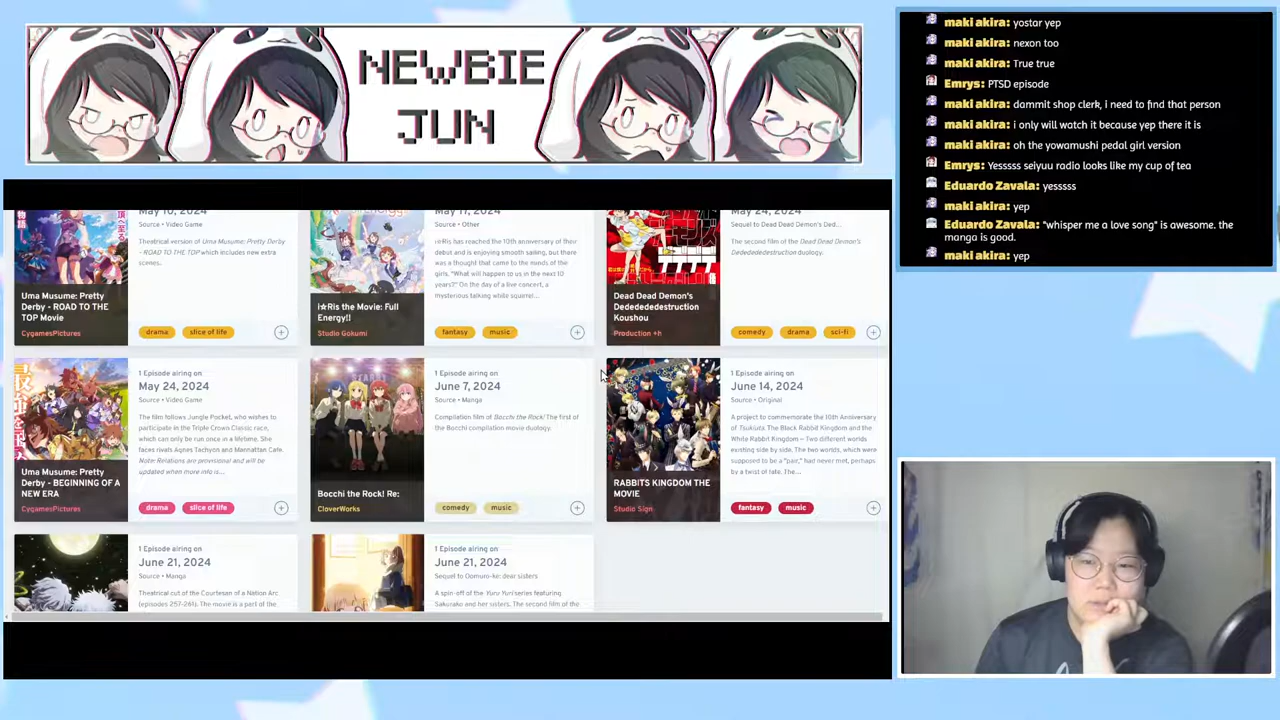 NEWBIE
JUN
May 10, 2024
Source • Video Game
Theatrical version of Uma Musume: Pretty
Derby - ROAD TO THE TOP which includes new extra
scenes.
Uma Musume: Pretty
Derby - ROAD TO THE
TOP Movie
CygamesPictures
drama
slice of life
May 17, 2024
Source • Other
i☆Ris has reached the 10th anniversary of their
debut and is enjoying smooth sailing, but there
was a thought that came to the minds of the
girls. "What will happen to us in the next 10
years?" On the day of a live concert, a
mysterious talking white squirrel...
i☆Ris the Movie: Full
Energy!!
Studio Gokumi
fantasy
music
May 24, 2024
Sequel to Dead Dead Demon's Ded...
The second film of the Dead Dead Demon's
Dedededededestruction duology.
Dead Dead Demon's
Dededededestruction
Koushou
Production +h
comedy
drama
sci-fi
1 Episode airing on
May 24, 2024
Source • Video Game
The film follows Jungle Pocket, who wishes to
participate in the Triple Crown Classic race,
which can only be run once in a lifetime. She
faces rivals Agnes Tachyon and Manhattan Cafe.
Note: Relations are provisional and will be
updated when more info is...
Uma Musume: Pretty
Derby - BEGINNING OF A
NEW ERA
CygamesPictures
drama
slice of life
1 Episode airing on
June 7, 2024
Source • Manga
Compilation film of Bocchi the Rock! The first of
the Bocchi compilation movie duology.
Bocchi the Rock! Re:
CloverWorks
comedy
music
1 Episode airing on
June 14, 2024
Source • Original
A project to commemorate the 10th Anniversary
of Tsukiuta. The Black Rabbit Kingdom and the
White Rabbit Kingdom – Two different worlds
existing side by side. The two worlds, which were
supposed to be a "pair," had never met, perhaps
by a twist of fate. The...
RABBITS KINGDOM THE
MOVIE
Studio Sign
fantasy
music
1 Episode airing on
June 21, 2024
Source • Manga
Theatrical cut of the Courtesan of a Nation Arc
(episodes 257-261). The movie is a part of the
1 Episode airing on
June 21, 2024
Sequel to Oomuro-ke: dear sisters
A spin-off of the Yuru Yuri series featuring
Sakurako and her sisters. The second film of the
maki akira: yostar yep
maki akira: nexon too
maki akira: True true
Emrys: PTSD episode
maki akira: dammit shop clerk, i need to find that person
maki akira: i only will watch it because yep there it is
maki akira: oh the yowamushi pedal girl version
Emrys: Yesssss seiyuu radio looks like my cup of tea
Eduardo Zavala: yesssss
maki akira: yep
Eduardo Zavala: "whisper me a love song" is awesome. the
manga is good.
maki akira: yep